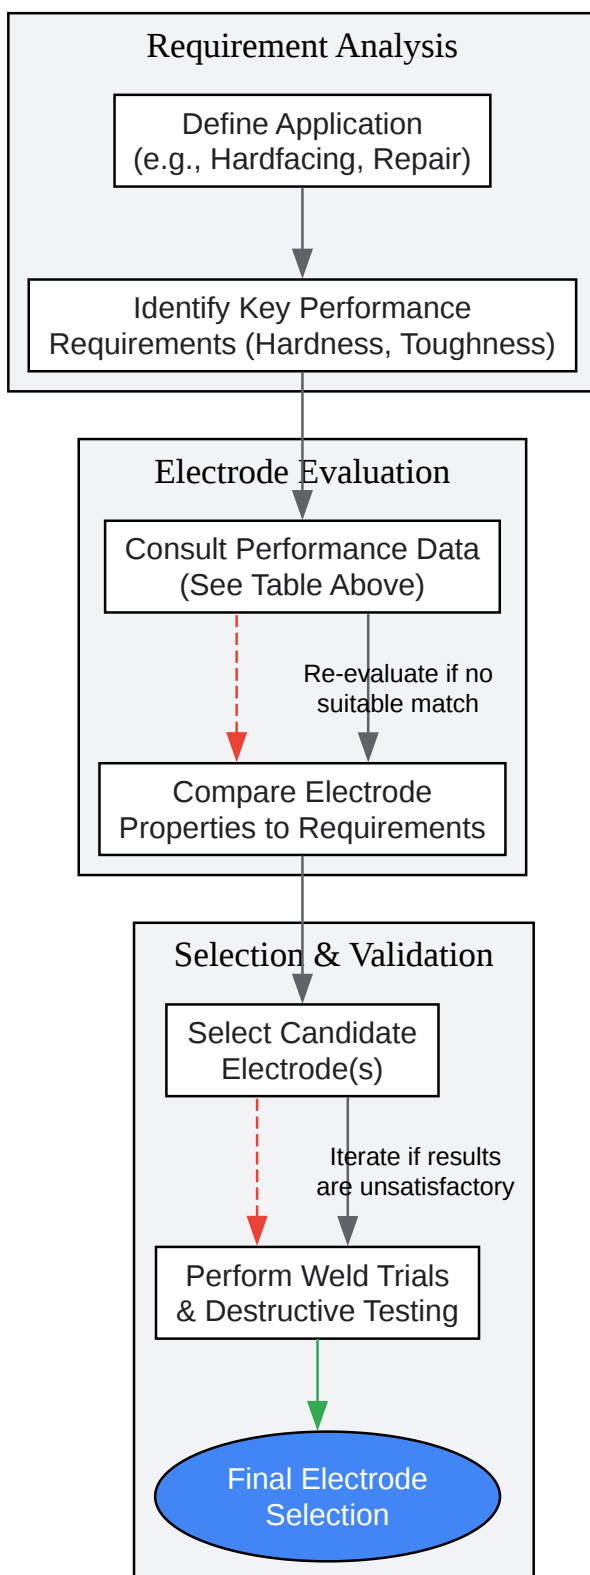 Requirement Analysis
Define Application
(e.g., Hardfacing, Repair)
Identify Key Performance
Requirements (Hardness, Toughness)
Electrode Evaluation
Consult Performance Data
(See Table Above)
Re-evaluate if no
suitable match
Compare Electrode
Properties to Requirements
Selection & Validation
Select Candidate
Electrode(s)
Iterate if results
are unsatisfactory
Perform Weld Trials
& Destructive Testing
Final Electrode
Selection